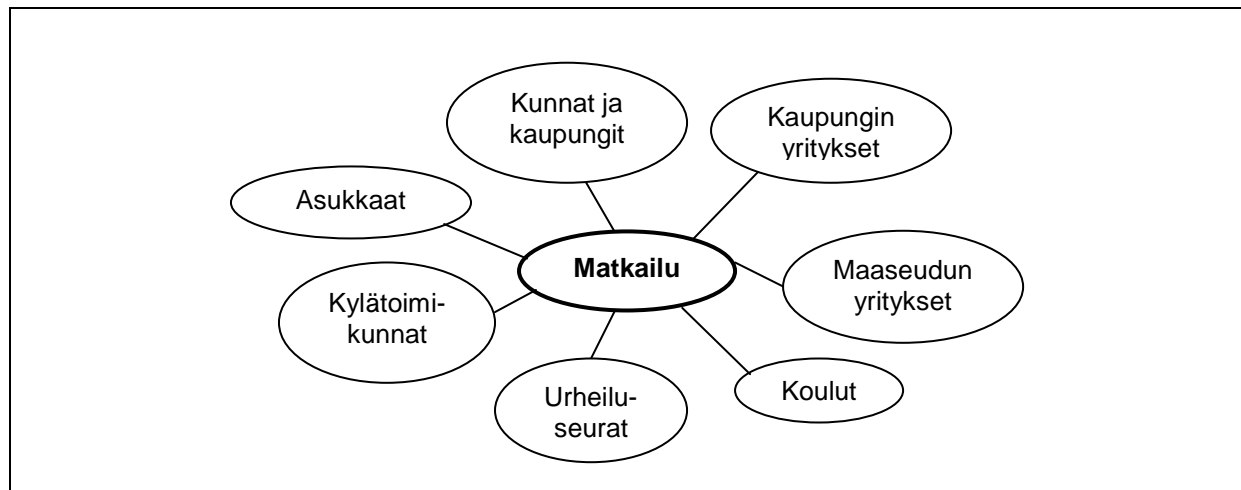 Kunnat ja
kaupungit
Kaupungin
yritykset
Asukkaat
Matkailu
Maaseudun
yritykset
Kylätoimi-
kunnat
Koulut
Urheilu-
seurat